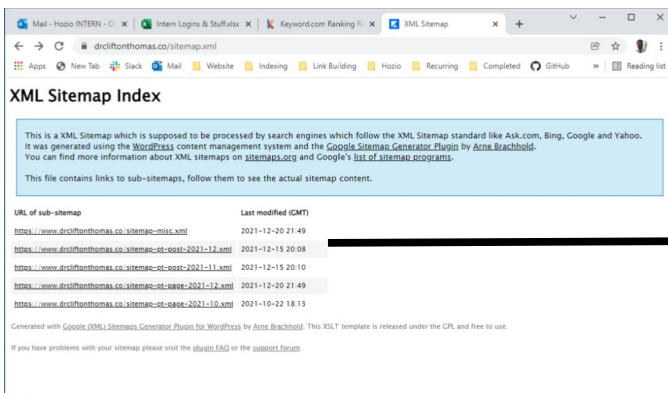 Mail - Hozio INTERN - O
Intern Logins & Stuff.xlsx
Keyword.com Ranking R
XML Sitemap
drcliftonthomas.co/sitemap.xml
Apps New Tab Slack Mail Website Indexing Link Building Hozio Recurring Completed GitHub » Reading list
XML Sitemap Index
This is a XML Sitemap which is supposed to be processed by search engines which follow the XML Sitemap standard like Ask.com, Bing, Google and Yahoo.
It was generated using the WordPress content management system and the Google Sitemap Generator Plugin by Arne Brachhold.
You can find more information about XML sitemaps on sitemaps.org and Google's list of sitemap programs.
This file contains links to sub-sitemaps, follow them to see the actual sitemap content.
URL of sub-sitemap Last modified (GMT)
https://www.drcliftonthomas.co/sitemap-misc.xml 2021-12-20 21:49
https://www.drcliftonthomas.co/sitemap-pt-post-2021-12.xml 2021-12-15 20:08
https://www.drcliftonthomas.co/sitemap-pt-post-2021-11.xml 2021-12-15 20:10
https://www.drcliftonthomas.co/sitemap-pt-page-2021-12.xml 2021-12-20 21:49
https://www.drcliftonthomas.co/sitemap-pt-page-2021-10.xml 2021-10-22 18:13
Generated with Google (XML) Sitemaps Generator Plugin for WordPress by Arne Brachhold. This XSLT template is released under the GPL and free to use.
If you have problems with your sitemap please visit the plugin FAQ or the support forum.